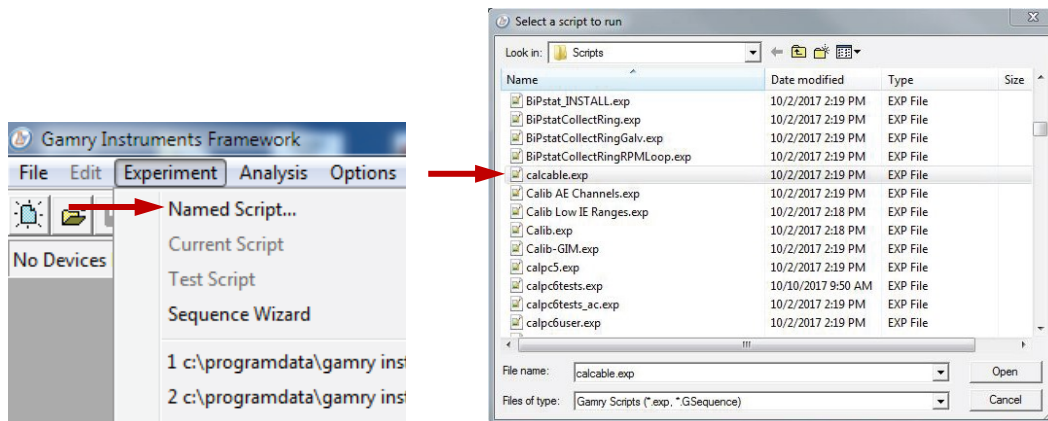 Gamry Instruments Framework
File Edit Experiment Analysis Options
Named Script...
Current Script
Test Script
Sequence Wizard
No Devices
1 c:\programdata\gamry inst
2 c:\programdata\gamry inst
Select a script to run
Look in: Scripts
Name Date modified Type Size
BiPstat_INSTALL.exp 10/2/2017 2:19 PM EXP File
BiPstatCollectRing.exp 10/2/2017 2:19 PM EXP File
BiPstatCollectRingGalv.exp 10/2/2017 2:19 PM EXP File
BiPstatCollectRingRPMLoop.exp 10/2/2017 2:19 PM EXP File
calcable.exp 10/2/2017 2:19 PM EXP File
Calib AE Channels.exp 10/2/2017 2:19 PM EXP File
Calib Low IE Ranges.exp 10/2/2017 2:18 PM EXP File
Calib.exp 10/2/2017 2:18 PM EXP File
Calib-GIM.exp 10/2/2017 2:19 PM EXP File
calpc5.exp 10/2/2017 2:19 PM EXP File
calpc6tests.exp 10/10/2017 9:50 AM EXP File
calpc6tests_ac.exp 10/2/2017 2:19 PM EXP File
calpc6user.exp 10/2/2017 2:19 PM EXP File
File name: calcable.exp Open
Files of type: Gamry Scripts (*.exp, *.GSequence) Cancel